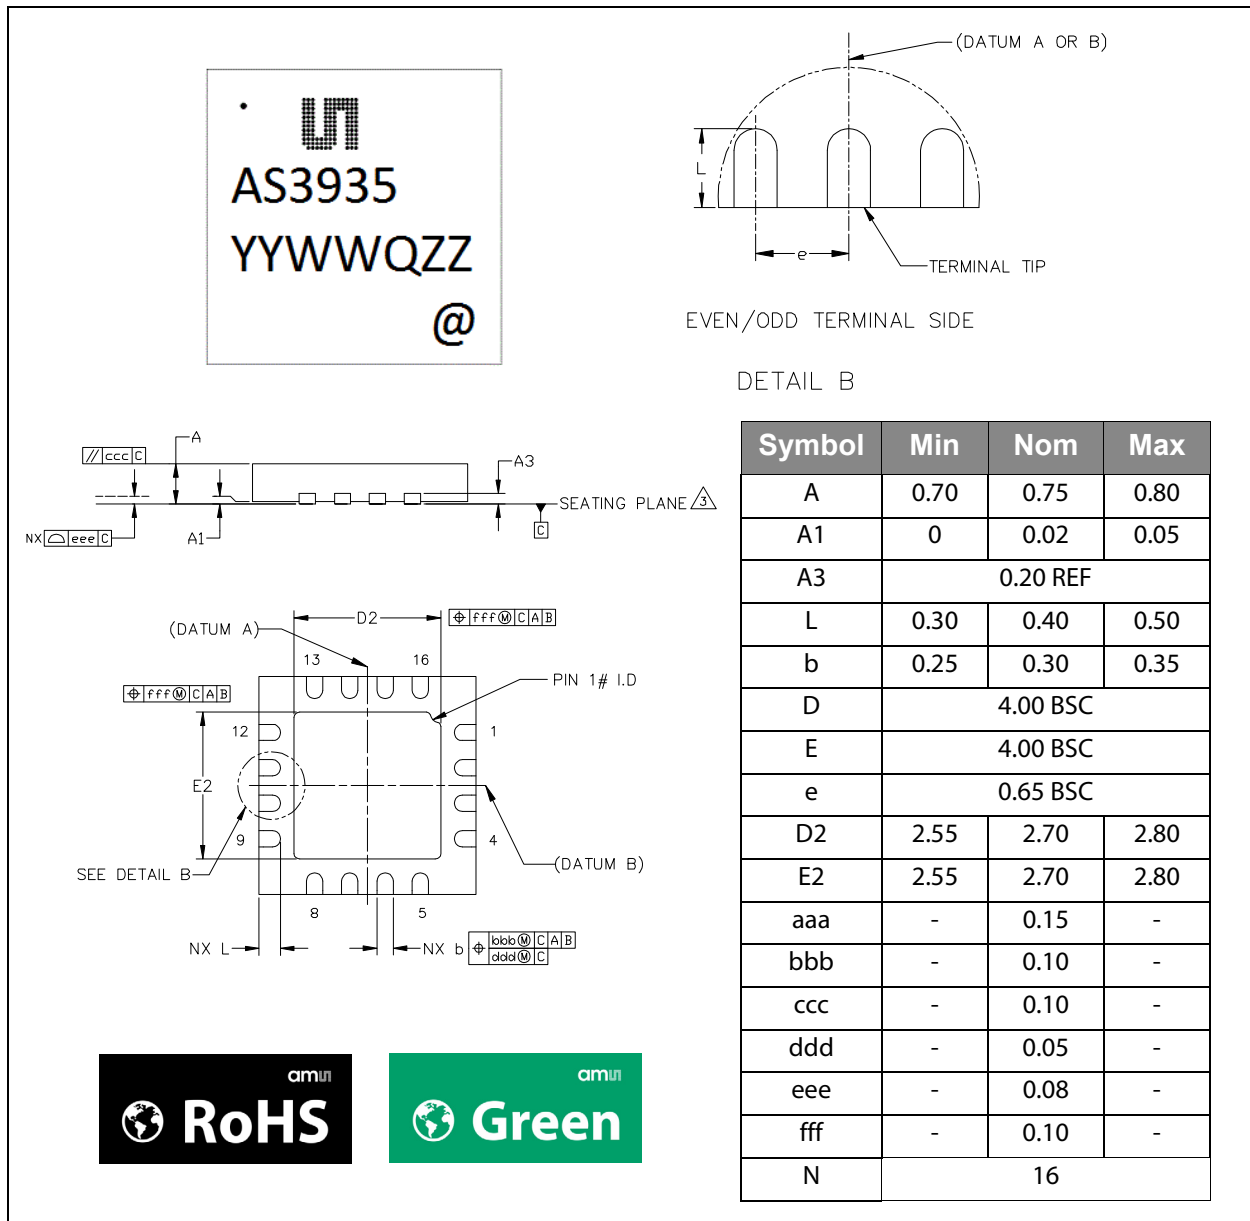 AS3935
YYWWQZZ
@
(DATUM A OR B)
L
e
TERMINAL TIP
EVEN/ODD TERMINAL SIDE
DETAIL B
A
// ccc C
A3
SEATING PLANE 3
C
NX eee C
A1
D2
fff M C A B
(DATUM A)
13 16
PIN 1# I.D
fff M C A B
12 1
E2
9 4
(DATUM B)
SEE DETAIL B
8 5
NX L
NX b
bbb M C A B
ddd M C
Symbol Min Nom Max
A 0.70 0.75 0.80
A1 0 0.02 0.05
A3 0.20 REF
L 0.30 0.40 0.50
b 0.25 0.30 0.35
D 4.00 BSC
E 4.00 BSC
e 0.65 BSC
D2 2.55 2.70 2.80
E2 2.55 2.70 2.80
aaa - 0.15 -
bbb - 0.10 -
ccc - 0.10 -
ddd - 0.05 -
eee - 0.08 -
fff - 0.10 -
N 16
am
RoHS
am
Green